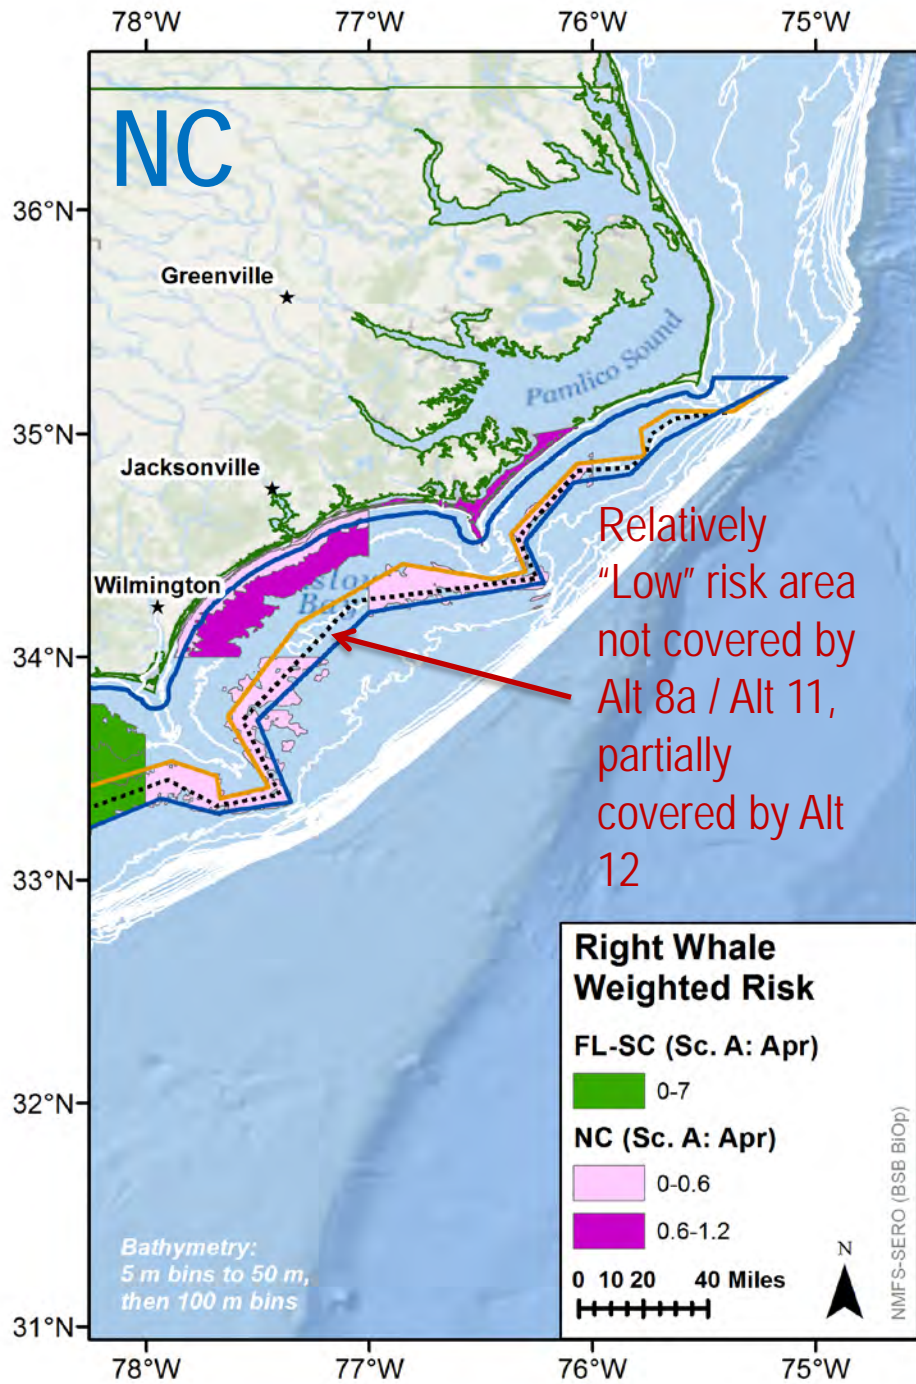 78°W 77°W 76°W 75°W
NC
36°N
Greenville
Pamlico Sound
35°N
Jacksonville
Relatively
“Low” risk area
not covered by
Alt 8a / Alt 11,
partially
covered by Alt
12
Wilmington
Bay
34°N
33°N
32°N
31°N
Right Whale
Weighted Risk
FL-SC (Sc. A: Apr)
0-7
NC (Sc. A: Apr)
0-0.6
0.6-1.2
0 10 20 40 Miles
N
NMFS-SERO (BSB BiOp)
Bathymetry:
5 m bins to 50 m,
then 100 m bins
78°W 77°W 76°W 75°W